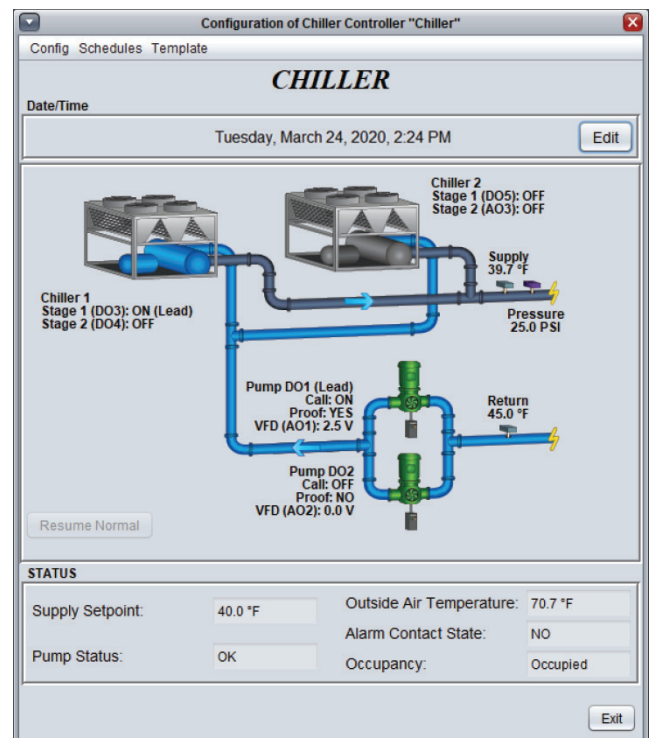 Configuration of Chiller Controller "Chiller"
Config Schedules Template
CHILLER
Date/Time
Tuesday, March 24, 2020, 2:24 PM
Edit
Chiller 2
Stage 1 (DO5): OFF
Stage 2 (AO3): OFF
Supply
39.7 °F
Chiller 1
Stage 1 (DO3): ON (Lead)
Stage 2 (DO4): OFF
Pressure
25.0 PSI
Pump DO1 (Lead)
Call: ON
Proof: YES
VFD (AO1): 2.5 V
Return
45.0 °F
Pump DO2
Call: OFF
Proof: NO
VFD (AO2): 0.0 V
Resume Normal
STATUS
Supply Setpoint: 40.0 °F
Outside Air Temperature: 70.7 °F
Alarm Contact State: NO
Pump Status: OK
Occupancy: Occupied
Exit